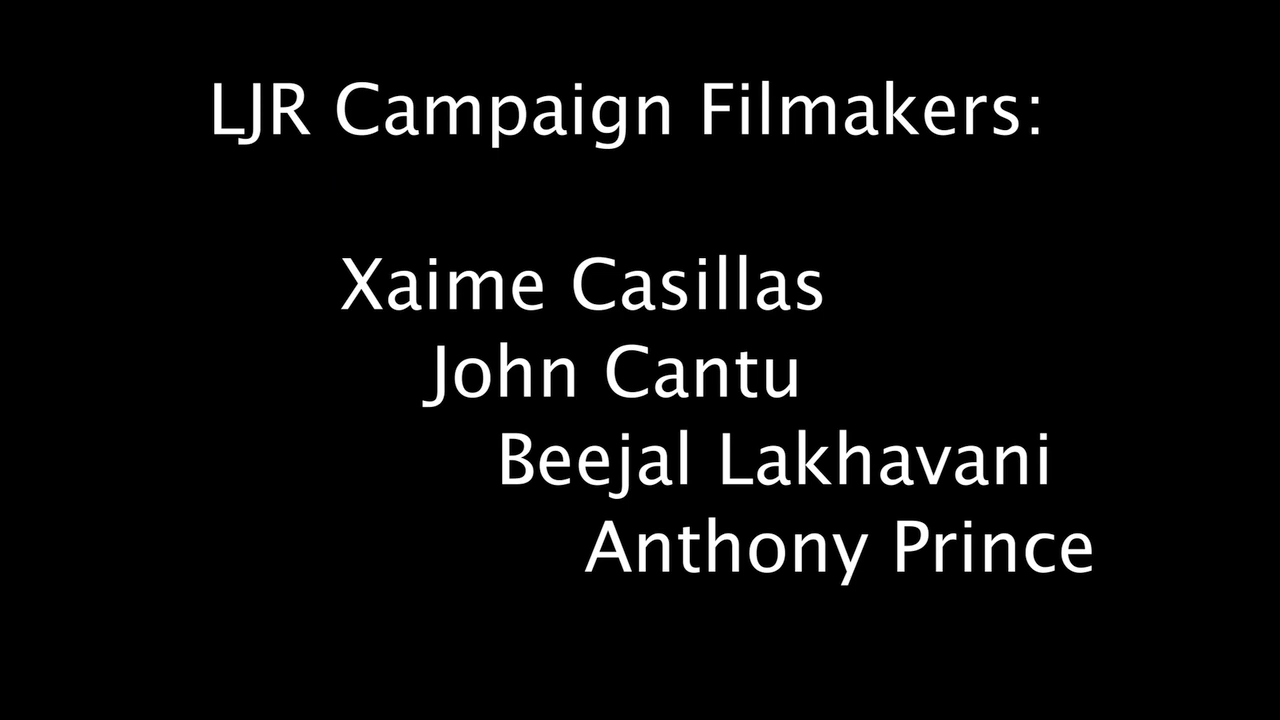 LJR Campaign Filmakers:
Xaime Casillas
John Cantu
Beejal Lakhavani
Anthony Prince